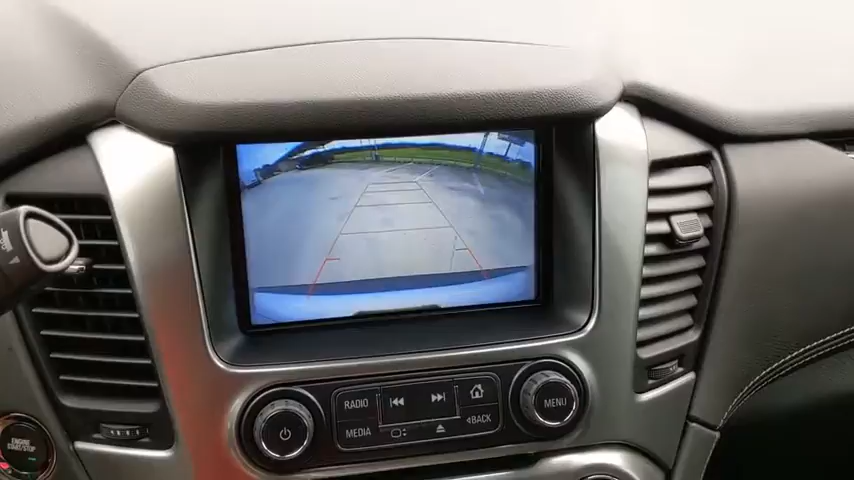 RADIO
MEDIA
BACK
MENU
ENGINE
START/STOP